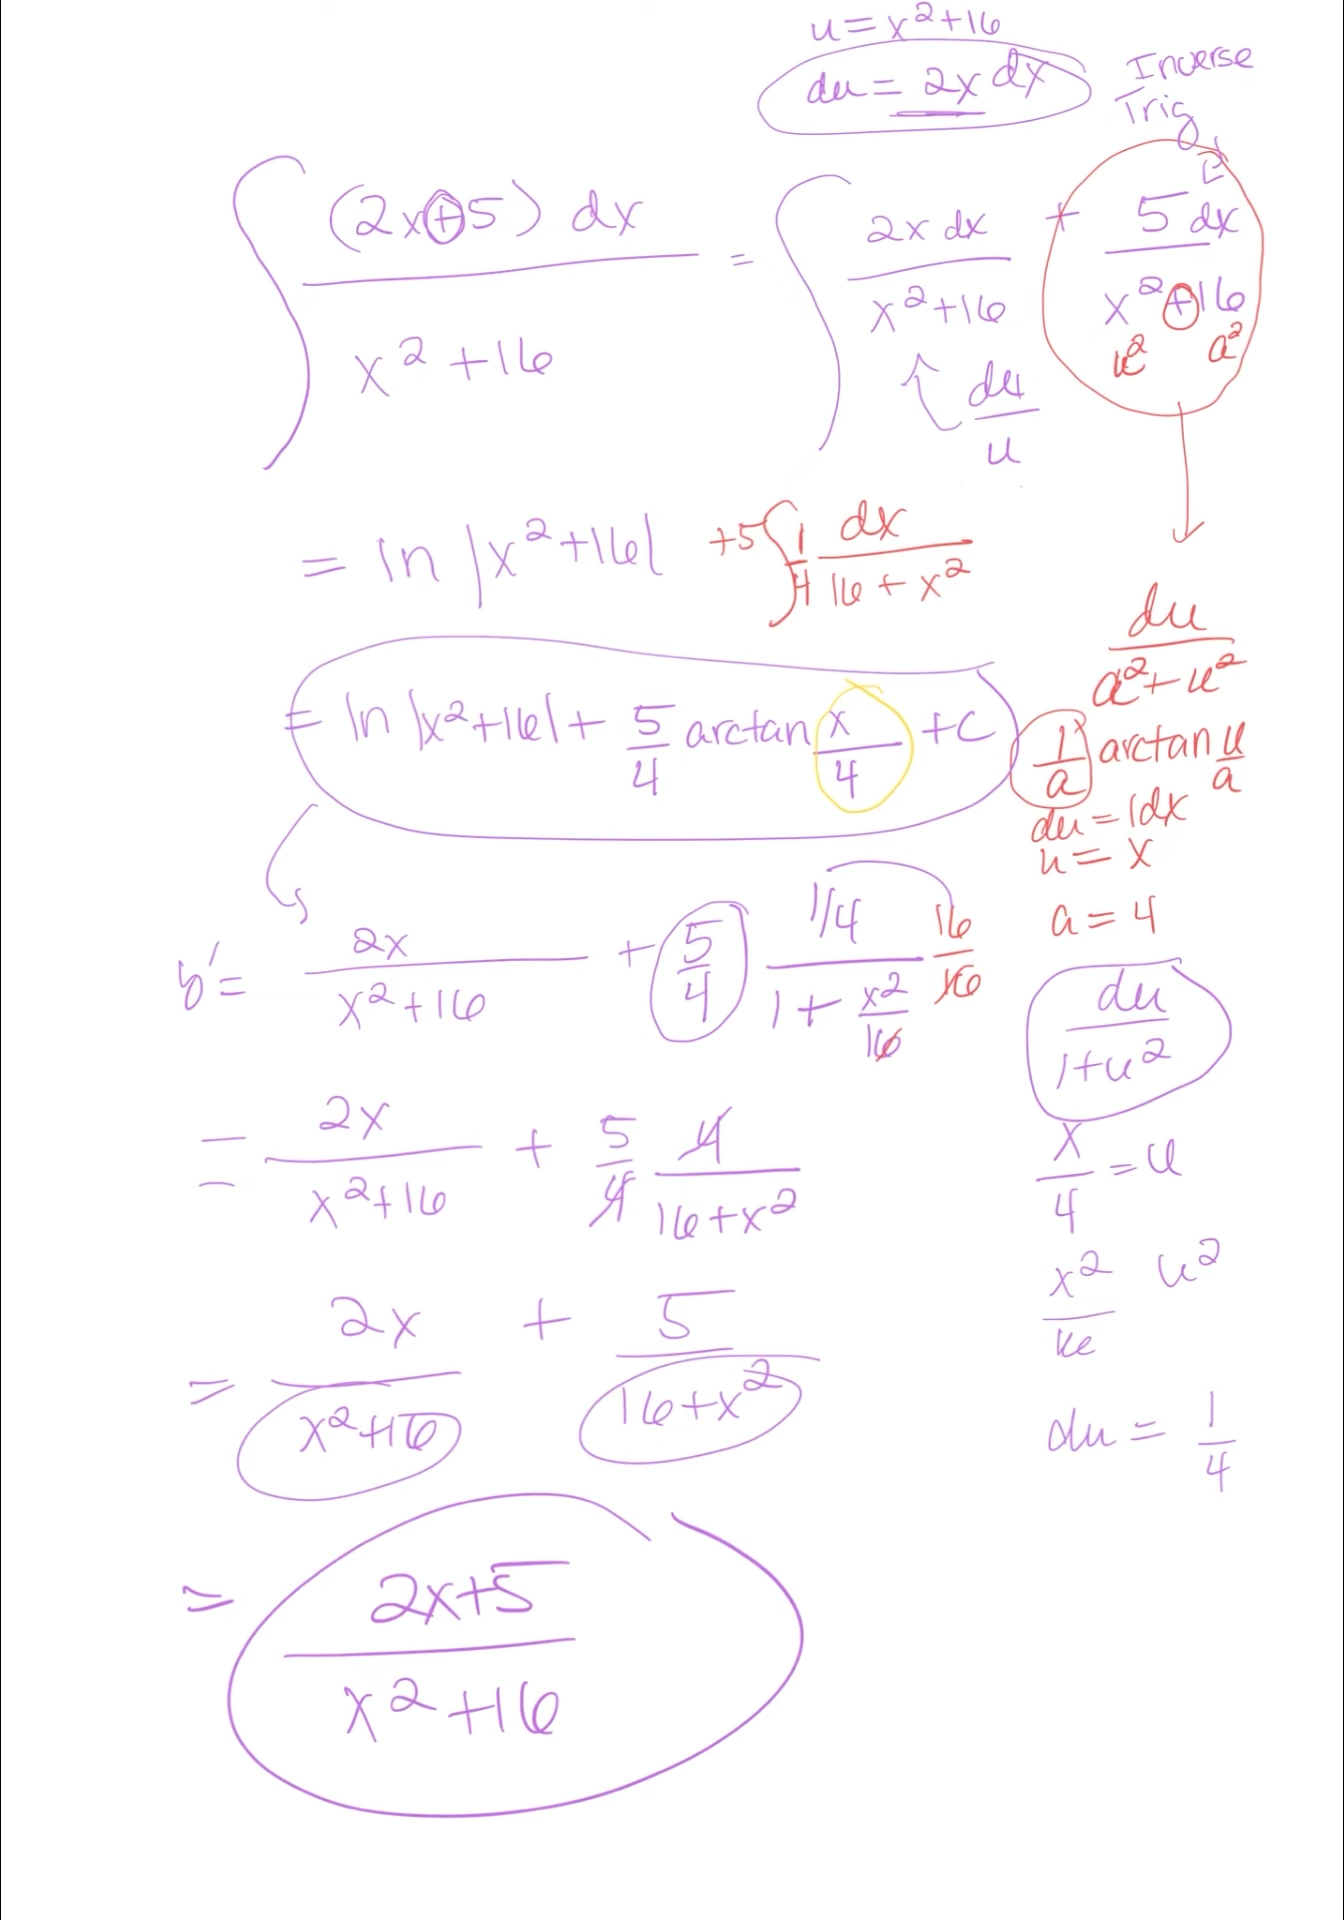 u = x²+16
du = 2x dx
Inverse
Trig
∫ (2x+5) dx / x² +16 = ∫ 2x dx / x²+16 + 5 dx / x²+16
u² a²
du / u
= ln |x²+16| +5∫ 1/4 dx / 16 + x²
du / a²+u²
= ln |x²+16| + 5/4 arctan x/4 + C
1/a arctan u/a
du = 1dx
u = x
a = 4
y' = 2x / x²+16 + 5/4 1/4 / 1 + x²/16 16/16
du / 1+u²
= 2x / x²+16 + 5/4 4 / 16+x²
x/4 = u
x²/16 u²
= 2x / x²+16 + 5 / 16+x²
du = 1/4
= 2x+5 / x²+16